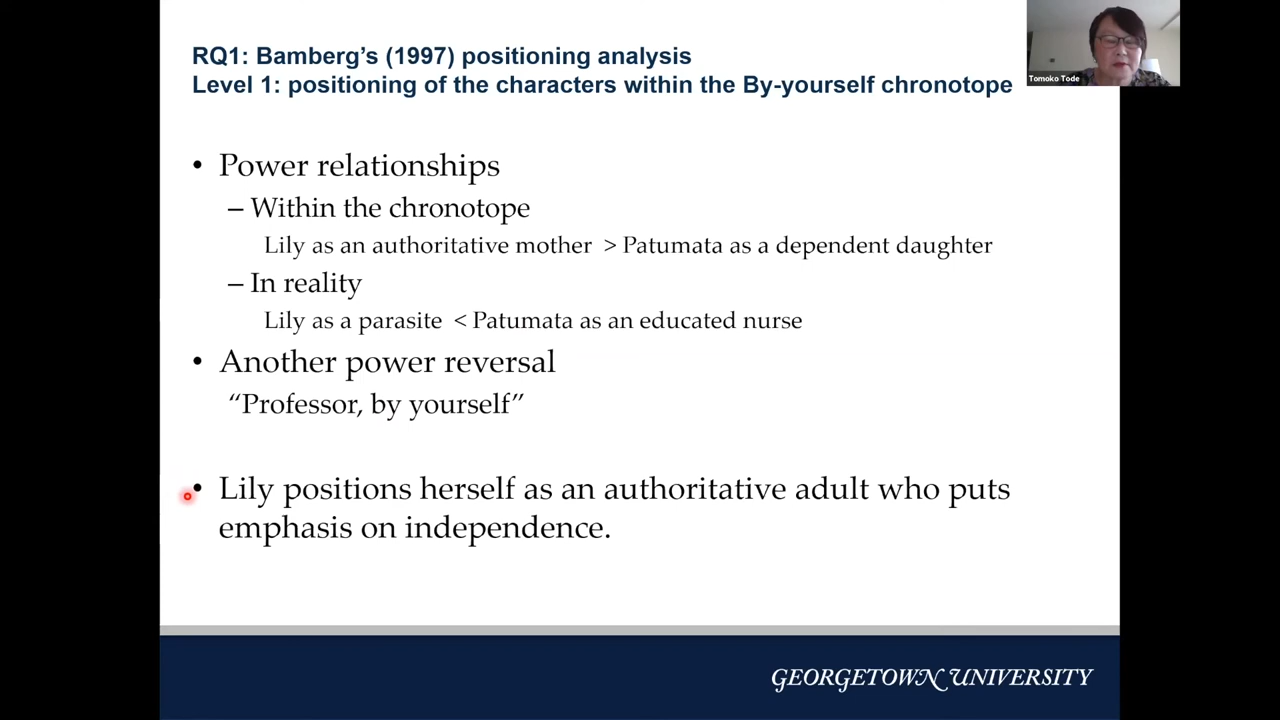 RQ1: Bamberg's (1997) positioning analysis
Level 1: positioning of the characters within the By-yourself chronotope
Tomoko Tode
• Power relationships
– Within the chronotope
Lily as an authoritative mother > Patumata as a dependent daughter
– In reality
Lily as a parasite < Patumata as an educated nurse
• Another power reversal
“Professor, by yourself”
• Lily positions herself as an authoritative adult who puts
emphasis on independence.
GEORGETOWN UNIVERSITY